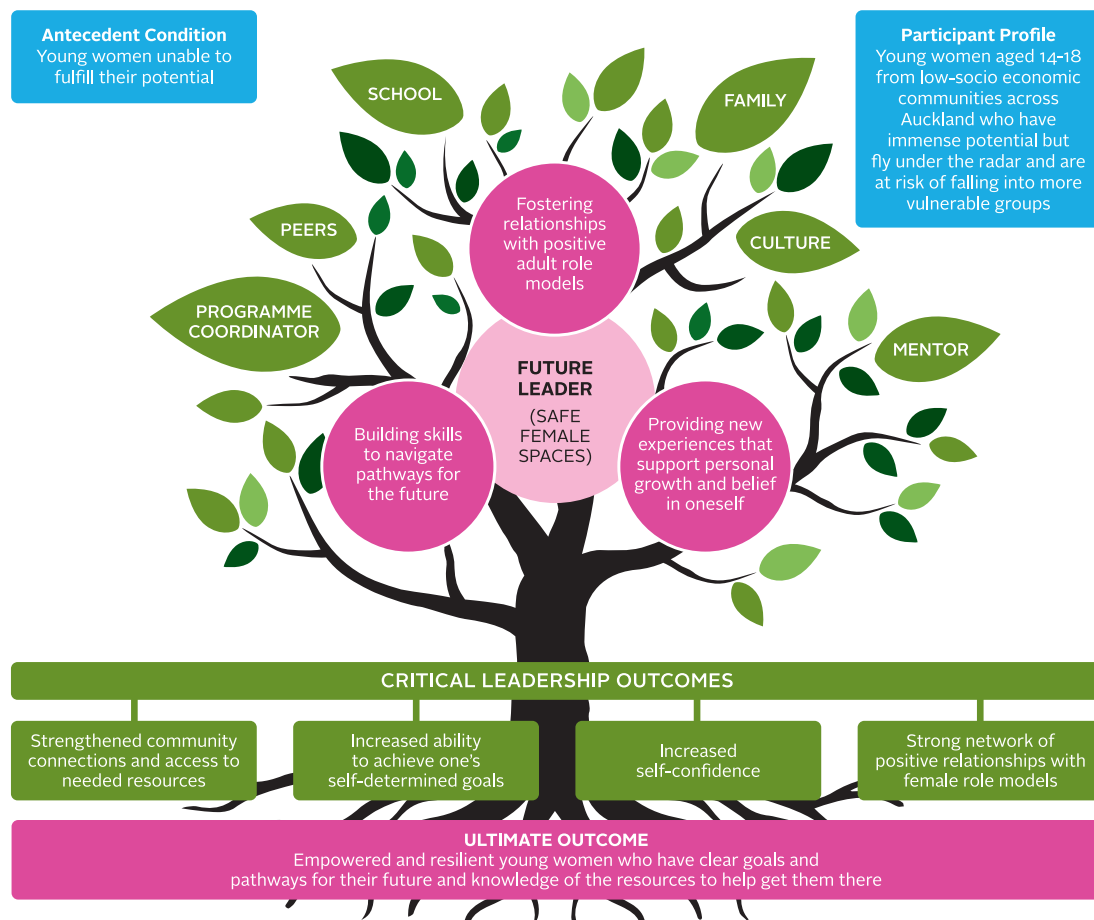 Antecedent Condition
Young women unable to
fulfill their potential
Participant Profile
Young women aged 14-18
from low-socio economic
communities across
Auckland who have
immense potential but
fly under the radar and are
at risk of falling into more
vulnerable groups
SCHOOL
FAMILY
PEERS
CULTURE
PROGRAMME
COORDINATOR
MENTOR
Fostering
relationships
with positive
adult role
models
FUTURE
LEADER
(SAFE
FEMALE
SPACES)
Building skills
to navigate
pathways for
the future
Providing new
experiences that
support personal
growth and belief
in oneself
CRITICAL LEADERSHIP OUTCOMES
Strengthened community
connections and access to
needed resources
Increased ability
to achieve one's
self-determined goals
Increased
self-confidence
Strong network of
positive relationships with
female role models
ULTIMATE OUTCOME
Empowered and resilient young women who have clear goals and
pathways for their future and knowledge of the resources to help get them there